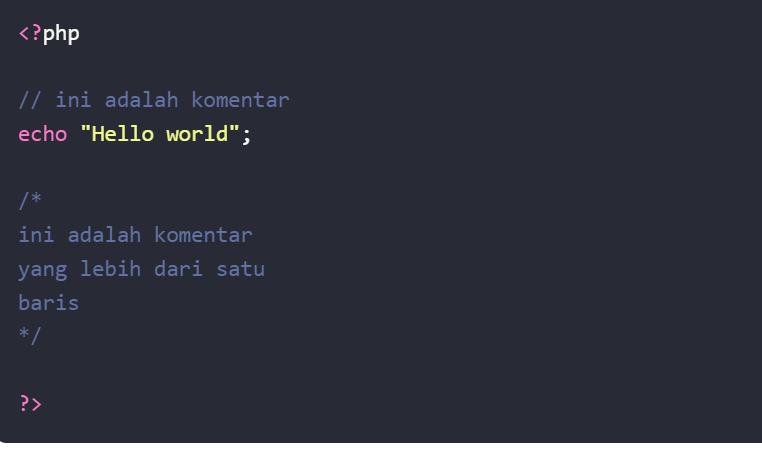 <?php
// ini adalah komentar
echo "Hello world";
/*
ini adalah komentar
yang lebih dari satu
baris
*/
?>